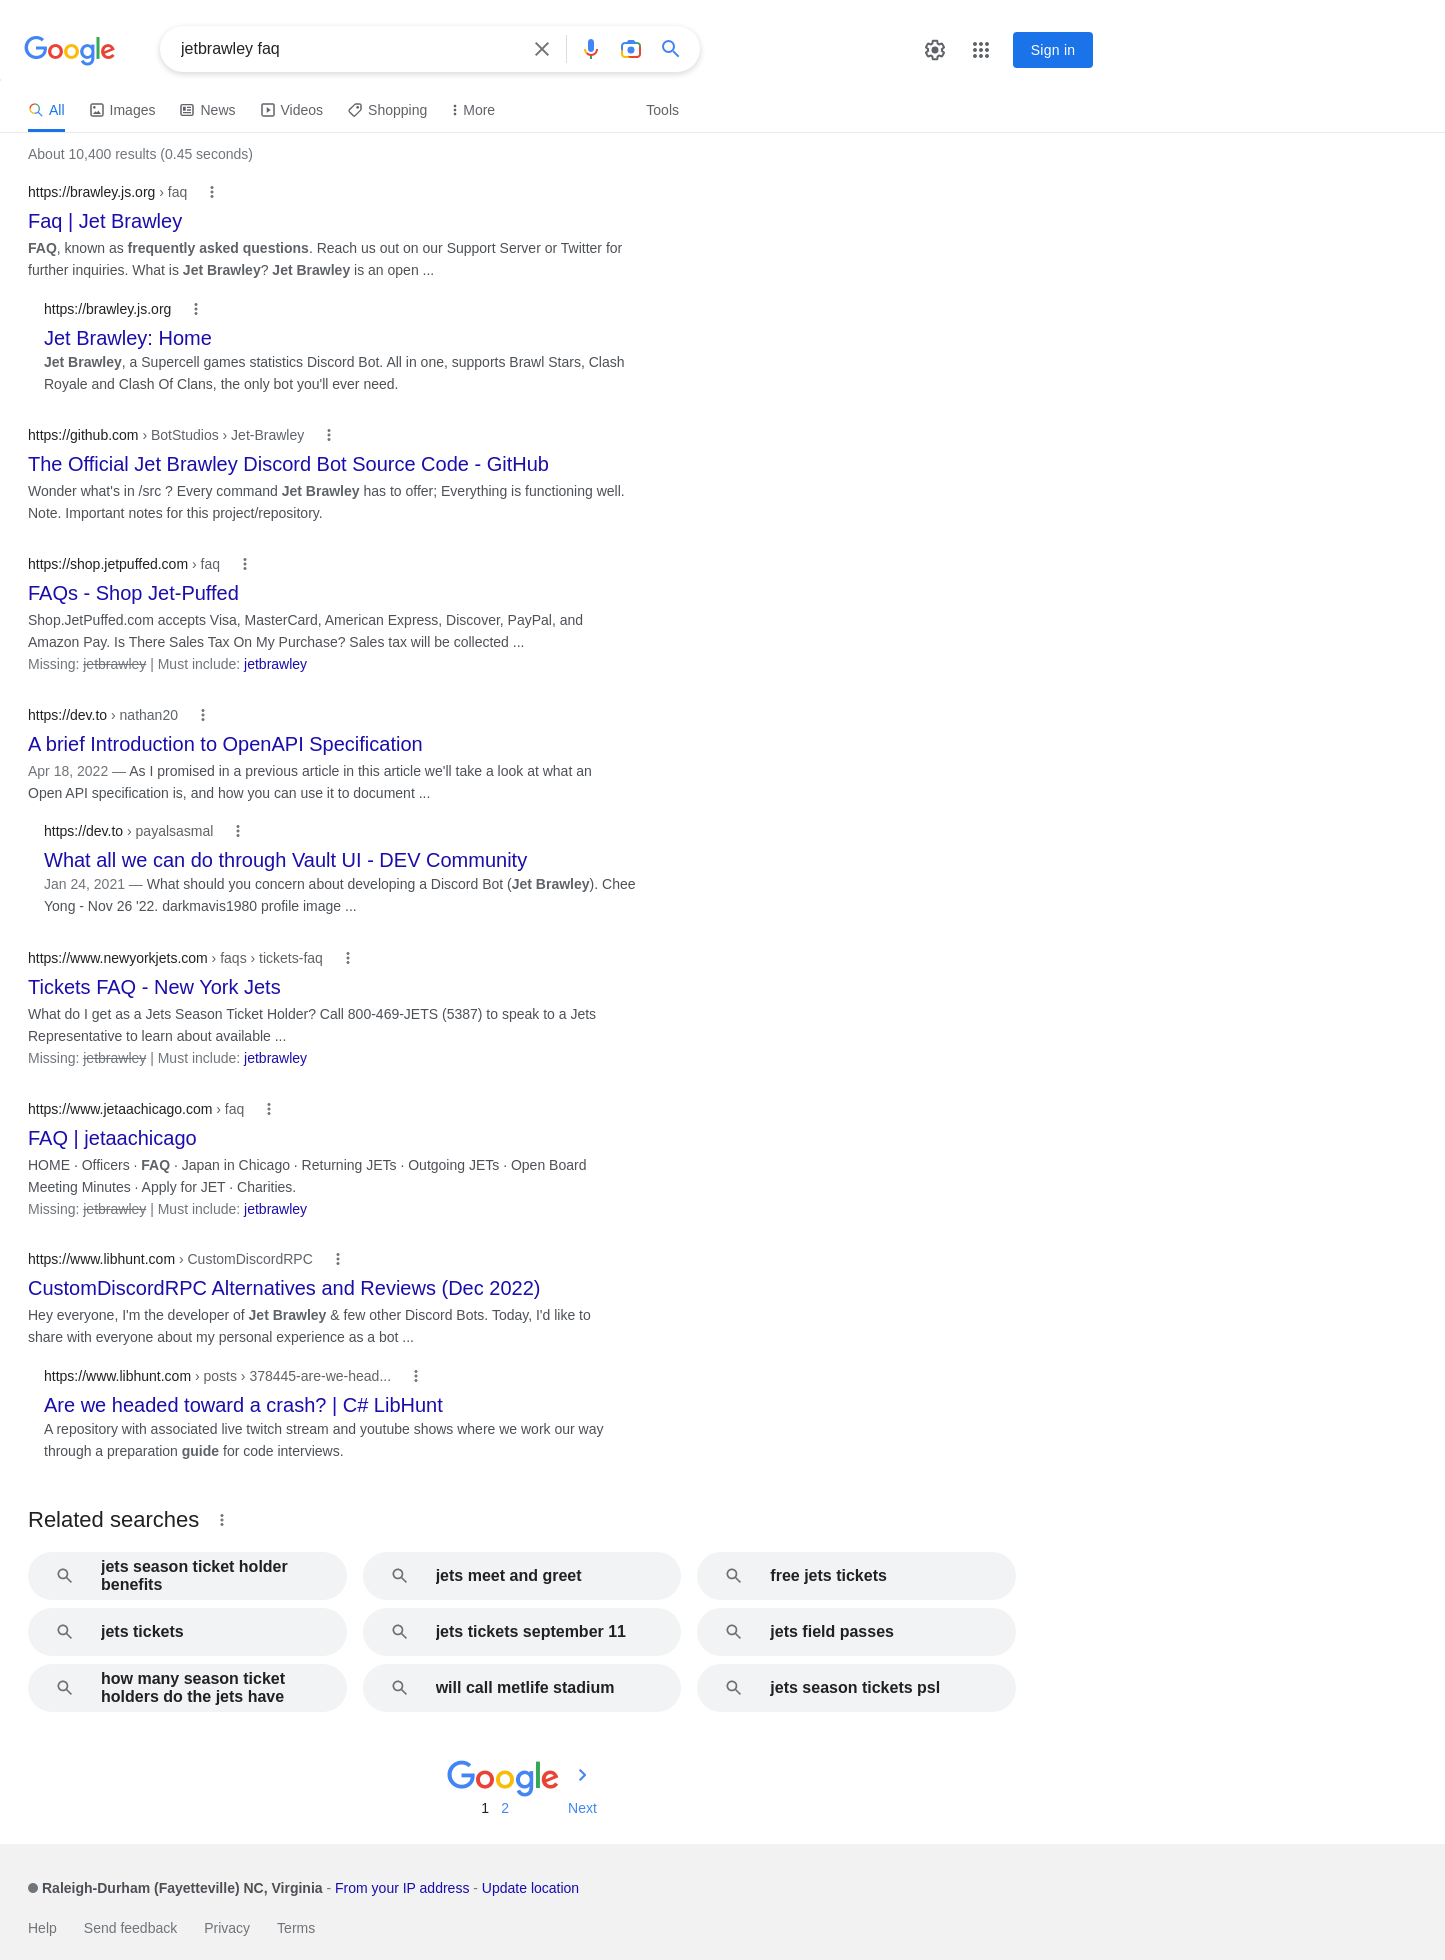 Google
jetbrawley faq
Sign in
All Images News Videos Shopping More Tools
About 10,400 results (0.45 seconds)
https://brawley.js.org › faq
Faq | Jet Brawley
FAQ, known as frequently asked questions. Reach us out on our Support Server or Twitter for
further inquiries. What is Jet Brawley? Jet Brawley is an open ...
https://brawley.js.org
Jet Brawley: Home
Jet Brawley, a Supercell games statistics Discord Bot. All in one, supports Brawl Stars, Clash
Royale and Clash Of Clans, the only bot you'll ever need.
https://github.com › BotStudios › Jet-Brawley
The Official Jet Brawley Discord Bot Source Code - GitHub
Wonder what's in /src ? Every command Jet Brawley has to offer; Everything is functioning well.
Note. Important notes for this project/repository.
https://shop.jetpuffed.com › faq
FAQs - Shop Jet-Puffed
Shop.JetPuffed.com accepts Visa, MasterCard, American Express, Discover, PayPal, and
Amazon Pay. Is There Sales Tax On My Purchase? Sales tax will be collected ...
Missing: jetbrawley | Must include: jetbrawley
https://dev.to › nathan20
A brief Introduction to OpenAPI Specification
Apr 18, 2022 — As I promised in a previous article in this article we'll take a look at what an
Open API specification is, and how you can use it to document ...
https://dev.to › payalsasmal
What all we can do through Vault UI - DEV Community
Jan 24, 2021 — What should you concern about developing a Discord Bot (Jet Brawley). Chee
Yong - Nov 26 '22. darkmavis1980 profile image ...
https://www.newyorkjets.com › faqs › tickets-faq
Tickets FAQ - New York Jets
What do I get as a Jets Season Ticket Holder? Call 800-469-JETS (5387) to speak to a Jets
Representative to learn about available ...
Missing: jetbrawley | Must include: jetbrawley
https://www.jetaachicago.com › faq
FAQ | jetaachicago
HOME · Officers · FAQ · Japan in Chicago · Returning JETs · Outgoing JETs · Open Board
Meeting Minutes · Apply for JET · Charities.
Missing: jetbrawley | Must include: jetbrawley
https://www.libhunt.com › CustomDiscordRPC
CustomDiscordRPC Alternatives and Reviews (Dec 2022)
Hey everyone, I'm the developer of Jet Brawley & few other Discord Bots. Today, I'd like to
share with everyone about my personal experience as a bot ...
https://www.libhunt.com › posts › 378445-are-we-head...
Are we headed toward a crash? | C# LibHunt
A repository with associated live twitch stream and youtube shows where we work our way
through a preparation guide for code interviews.
Related searches
jets season ticket holder
benefits
jets meet and greet
free jets tickets
jets tickets
jets tickets september 11
jets field passes
how many season ticket
holders do the jets have
will call metlife stadium
jets season tickets psl
Google
1 2 Next
Raleigh-Durham (Fayetteville) NC, Virginia - From your IP address - Update location
Help Send feedback Privacy Terms